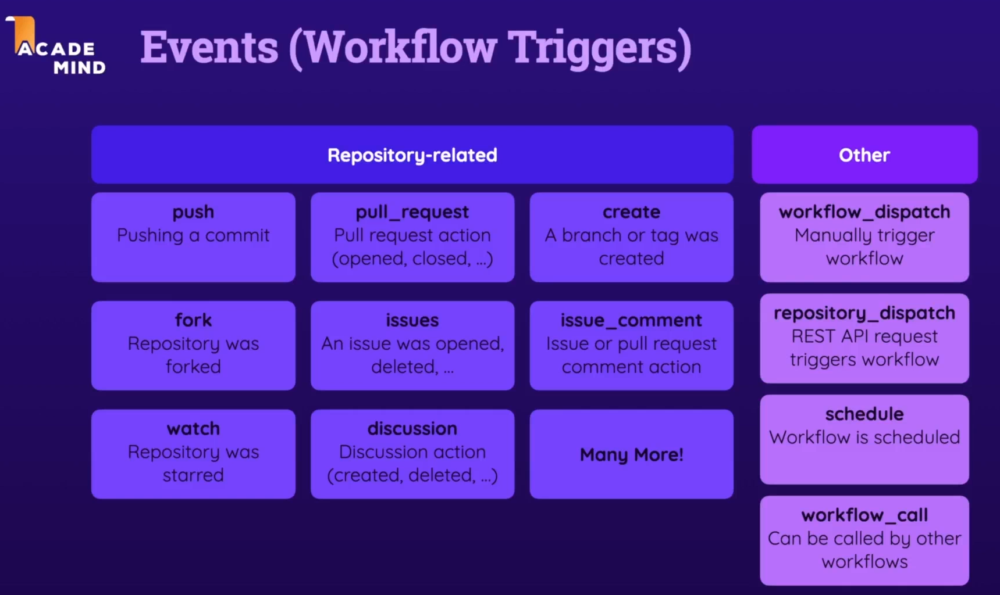 ACADE
MIND
Events (Workflow Triggers)
Repository-related
Other
push
Pushing a commit
pull_request
Pull request action
(opened, closed, ...)
create
A branch or tag was
created
workflow_dispatch
Manually trigger
workflow
fork
Repository was
forked
issues
An issue was opened,
deleted, ...
issue_comment
Issue or pull request
comment action
repository_dispatch
REST API request
triggers workflow
watch
Repository was
starred
discussion
Discussion action
(created, deleted, ...)
Many More!
schedule
Workflow is scheduled
workflow_call
Can be called by other
workflows